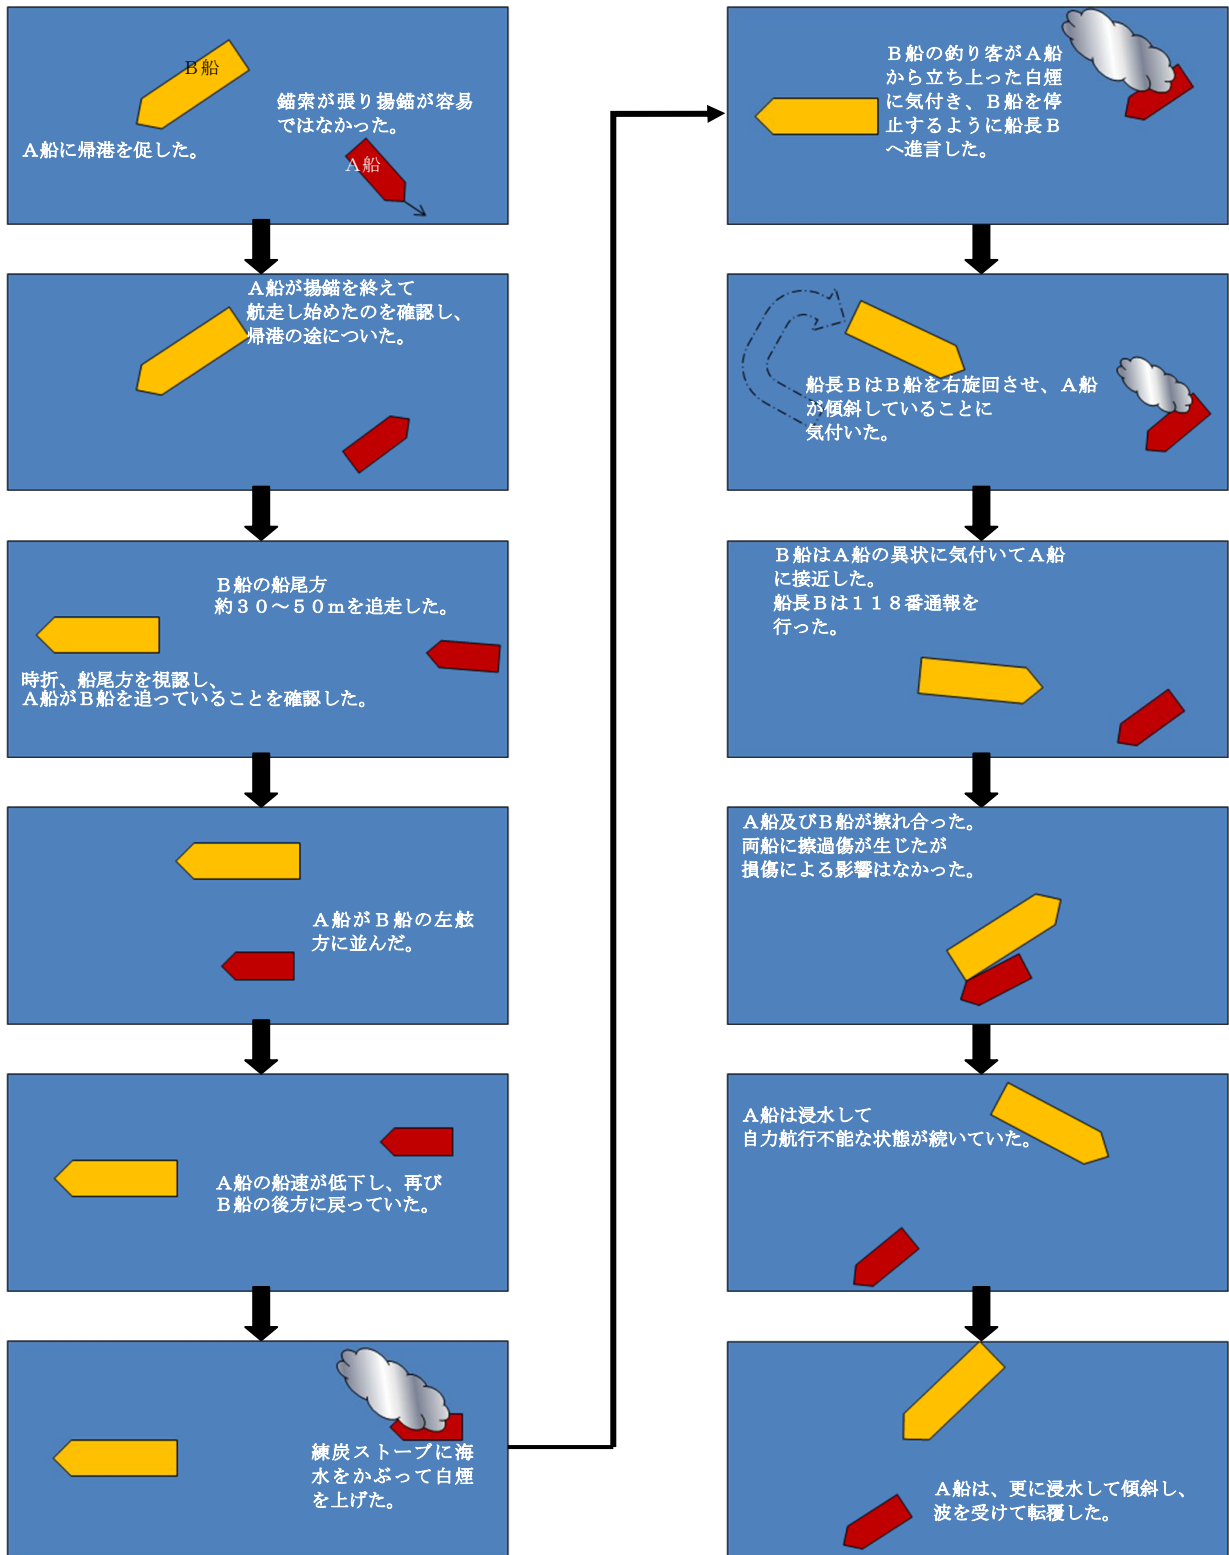 B船
錨索が張り揚錨が容易
ではなかった。
A船に帰港を促した。
A船
A船が揚錨を終えて
航走し始めたのを確認し、
帰港の途についた。
B船の船尾方
約30～50mを追走した。
時折、船尾方を視認し、
A船がB船を追っていることを確認した。
A船がB船の左舷
方に並んだ。
A船の船速が低下し、再び
B船の後方に戻っていた。
練炭ストーブに海
水をかぶって白煙
を上げた。
B船の釣り客がA船
から立ち上った白煙
に気付き、B船を停
止するように船長B
へ進言した。
船長BはB船を右旋回させ、A船
が傾斜していることに
気付いた。
B船はA船の異状に気付いてA船
に接近した。
船長Bは118番通報を
行った。
A船及びB船が擦れ合った。
両船に擦過傷が生じたが
損傷による影響はなかった。
A船は浸水して
自力航行不能な状態が続いていた。
A船は、更に浸水して傾斜し、
波を受けて転覆した。